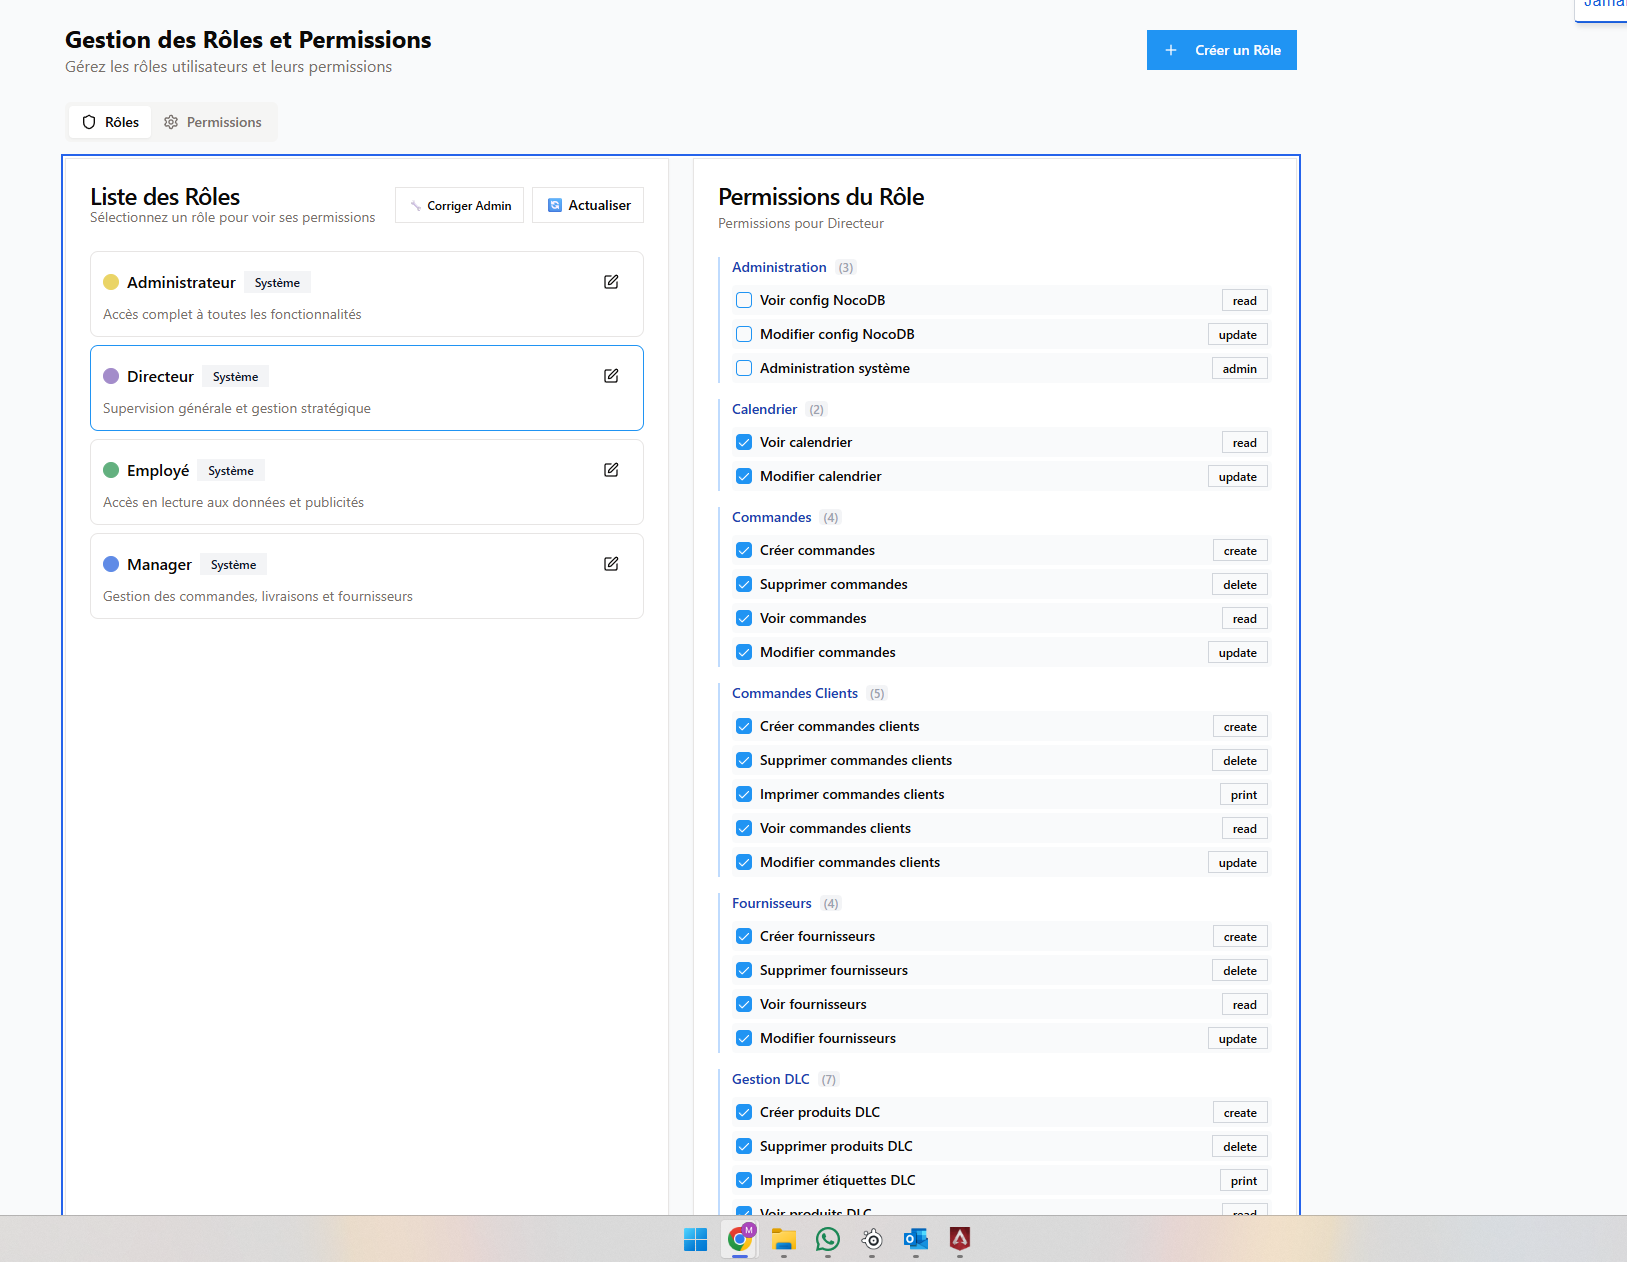 Gestion des Rôles et Permissions
Gérez les rôles utilisateurs et leurs permissions
Créer un Rôle
Rôles
Permissions
Liste des Rôles
Sélectionnez un rôle pour voir ses permissions
Corriger Admin
Actualiser
Administrateur Système
Accès complet à toutes les fonctionnalités
Directeur Système
Supervision générale et gestion stratégique
Employé Système
Accès en lecture aux données et publicités
Manager Système
Gestion des commandes, livraisons et fournisseurs
Permissions du Rôle
Permissions pour Directeur
Administration (3)
Voir config NocoDB read
Modifier config NocoDB update
Administration système admin
Calendrier (2)
Voir calendrier read
Modifier calendrier update
Commandes (4)
Créer commandes create
Supprimer commandes delete
Voir commandes read
Modifier commandes update
Commandes Clients (5)
Créer commandes clients create
Supprimer commandes clients delete
Imprimer commandes clients print
Voir commandes clients read
Modifier commandes clients update
Fournisseurs (4)
Créer fournisseurs create
Supprimer fournisseurs delete
Voir fournisseurs read
Modifier fournisseurs update
Gestion DLC (7)
Créer produits DLC create
Supprimer produits DLC delete
Imprimer étiquettes DLC print
Voir produits DLC read
M